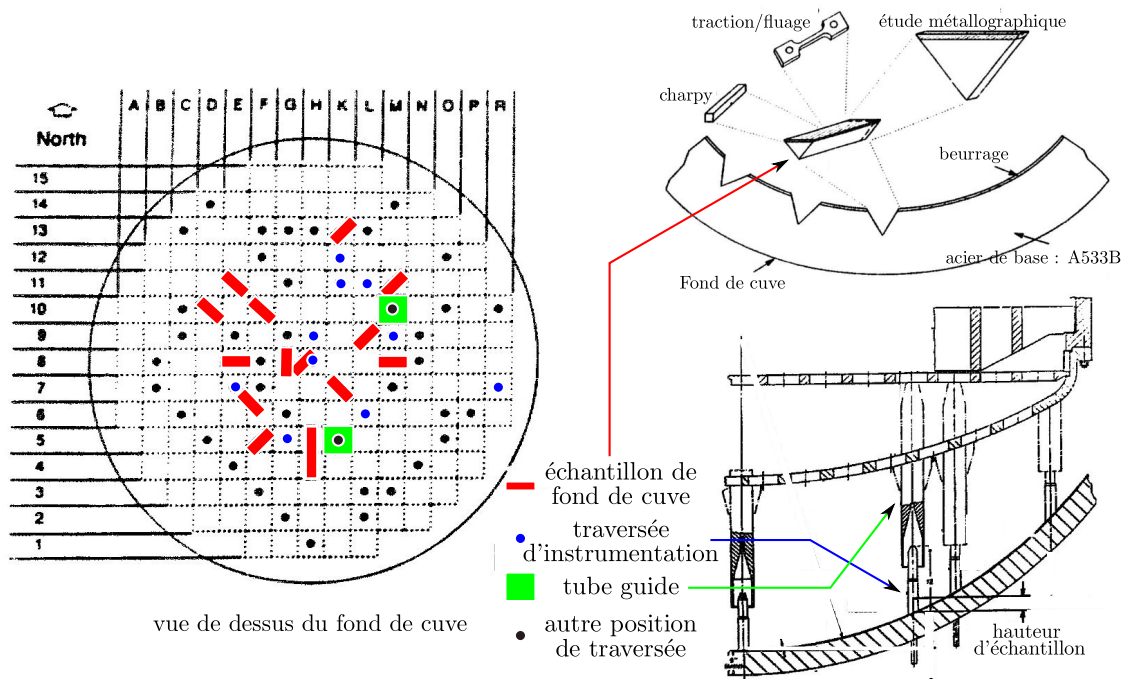 North
A B C D E F G H K L M N O P R
15
14
13
12
11
10
9
8
7
6
5
4
3
2
1
vue de dessus du fond de cuve
échantillon de
fond de cuve
traversée
d'instrumentation
tube guide
autre position
de traversée
traction/fluage
étude métallographique
charpy
beurrage
acier de base : A533B
Fond de cuve
hauteur
d'échantillon